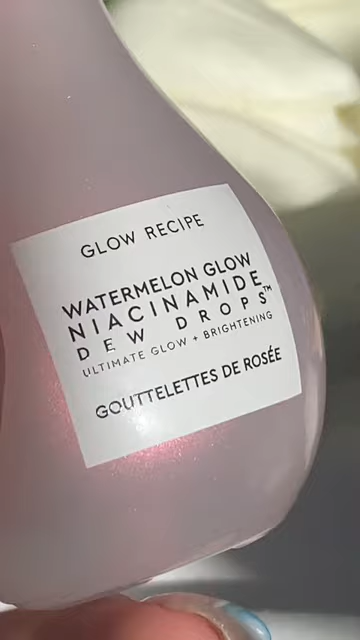 GLOW RECIPE
WATERMELON GLOW
NIACINAMIDE
DEW DROPS™
ULTIMATE GLOW + BRIGHTENING
GOUTTELETTES DE ROSÉE